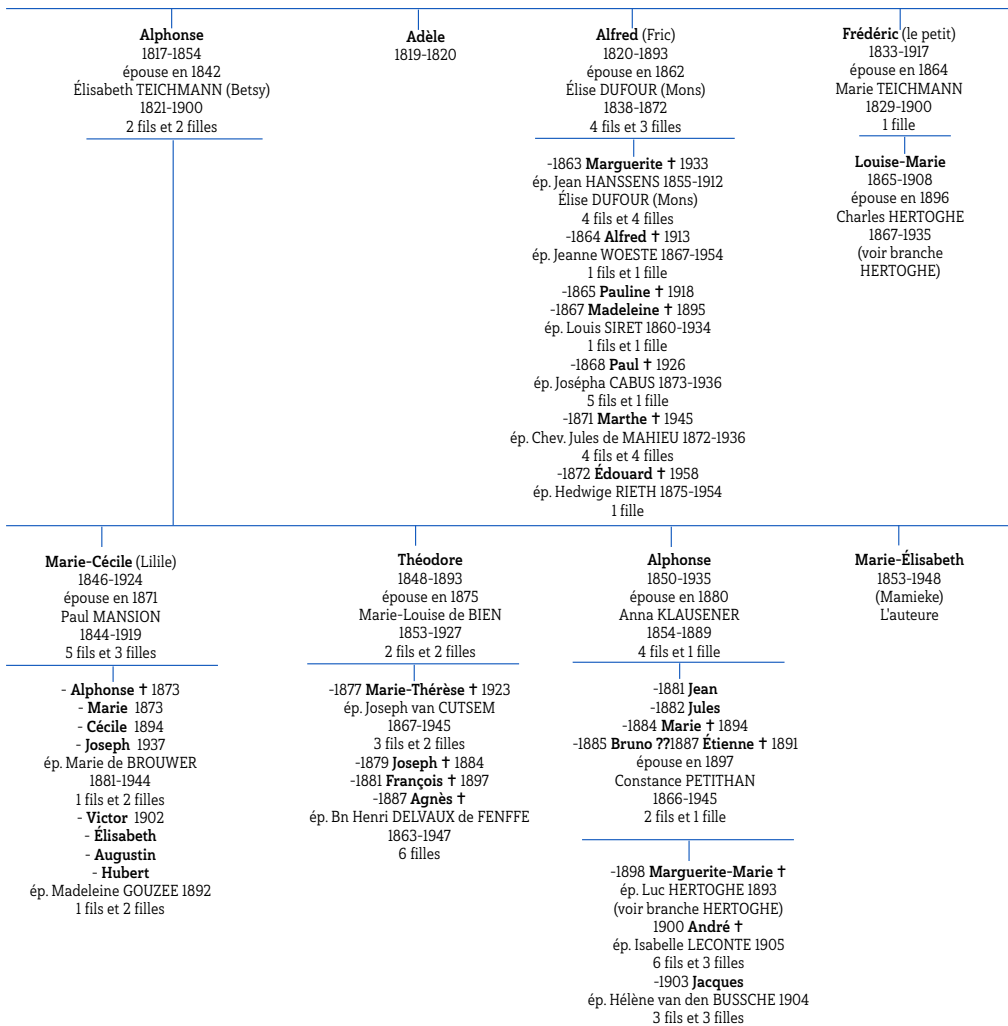 Alphonse
1817-1854
épouse en 1842
Élisabeth TEICHMANN (Betsy)
1821-1900
2 fils et 2 filles
Adèle
1819-1820
Alfred (Fric)
1820-1893
épouse en 1862
Élise DUFOUR (Mons)
1838-1872
4 fils et 3 filles
-1863 Marguerite † 1933
ép. Jean HANSSENS 1855-1912
Élise DUFOUR (Mons)
4 fils et 4 filles
-1864 Alfred † 1913
ép. Jeanne WOESTE 1867-1954
1 fils et 1 fille
-1865 Pauline † 1918
-1867 Madeleine † 1895
ép. Louis SIRET 1860-1934
1 fils et 1 fille
-1868 Paul † 1926
ép. Josépha CABUS 1873-1936
5 fils et 1 fille
-1871 Marthe † 1945
ép. Chev. Jules de MAHIEU 1872-1936
4 fils et 4 filles
-1872 Édouard † 1958
ép. Hedwige RIETH 1875-1954
1 fille
Frédéric (le petit)
1833-1917
épouse en 1864
Marie TEICHMANN
1829-1900
1 fille
Louise-Marie
1865-1908
épouse en 1896
Charles HERTOGHE
1867-1935
(voir branche
HERTOGHE)
Marie-Cécile (Lilile)
1846-1924
épouse en 1871
Paul MANSION
1844-1919
5 fils et 3 filles
- Alphonse † 1873
- Marie 1873
- Cécile 1894
- Joseph 1937
ép. Marie de BROUWER
1881-1944
1 fils et 2 filles
- Victor 1902
- Élisabeth
- Augustin
- Hubert
ép. Madeleine GOUZEE 1892
1 fils et 2 filles
Théodore
1848-1893
épouse en 1875
Marie-Louise de BIEN
1853-1927
2 fils et 2 filles
-1877 Marie-Thérèse † 1923
ép. Joseph van CUTSEM
1867-1945
3 fils et 2 filles
-1879 Joseph † 1884
-1881 François † 1897
-1887 Agnès †
ép. Bn Henri DELVAUX de FENFFE
1863-1947
6 filles
Alphonse
1850-1935
épouse en 1880
Anna KLAUSENER
1854-1889
4 fils et 1 fille
-1881 Jean
-1882 Jules
-1884 Marie † 1894
-1885 Bruno ??1887 Étienne † 1891
épouse en 1897
Constance PETITHAN
1866-1945
2 fils et 1 fille
-1898 Marguerite-Marie †
ép. Luc HERTOGHE 1893
(voir branche HERTOGHE)
1900 André †
ép. Isabelle LECONTE 1905
6 fils et 3 filles
-1903 Jacques
ép. Hélène van den BUSSCHE 1904
3 fils et 3 filles
Marie-Élisabeth
1853-1948
(Mamieke)
L'auteure